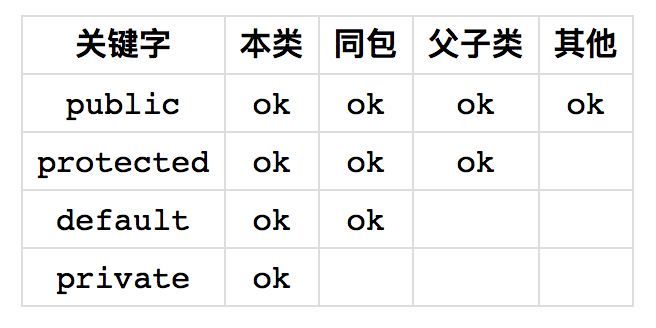 关键字 本类 同包 父子类 其他
public ok ok ok ok
protected ok ok ok
default ok ok
private ok